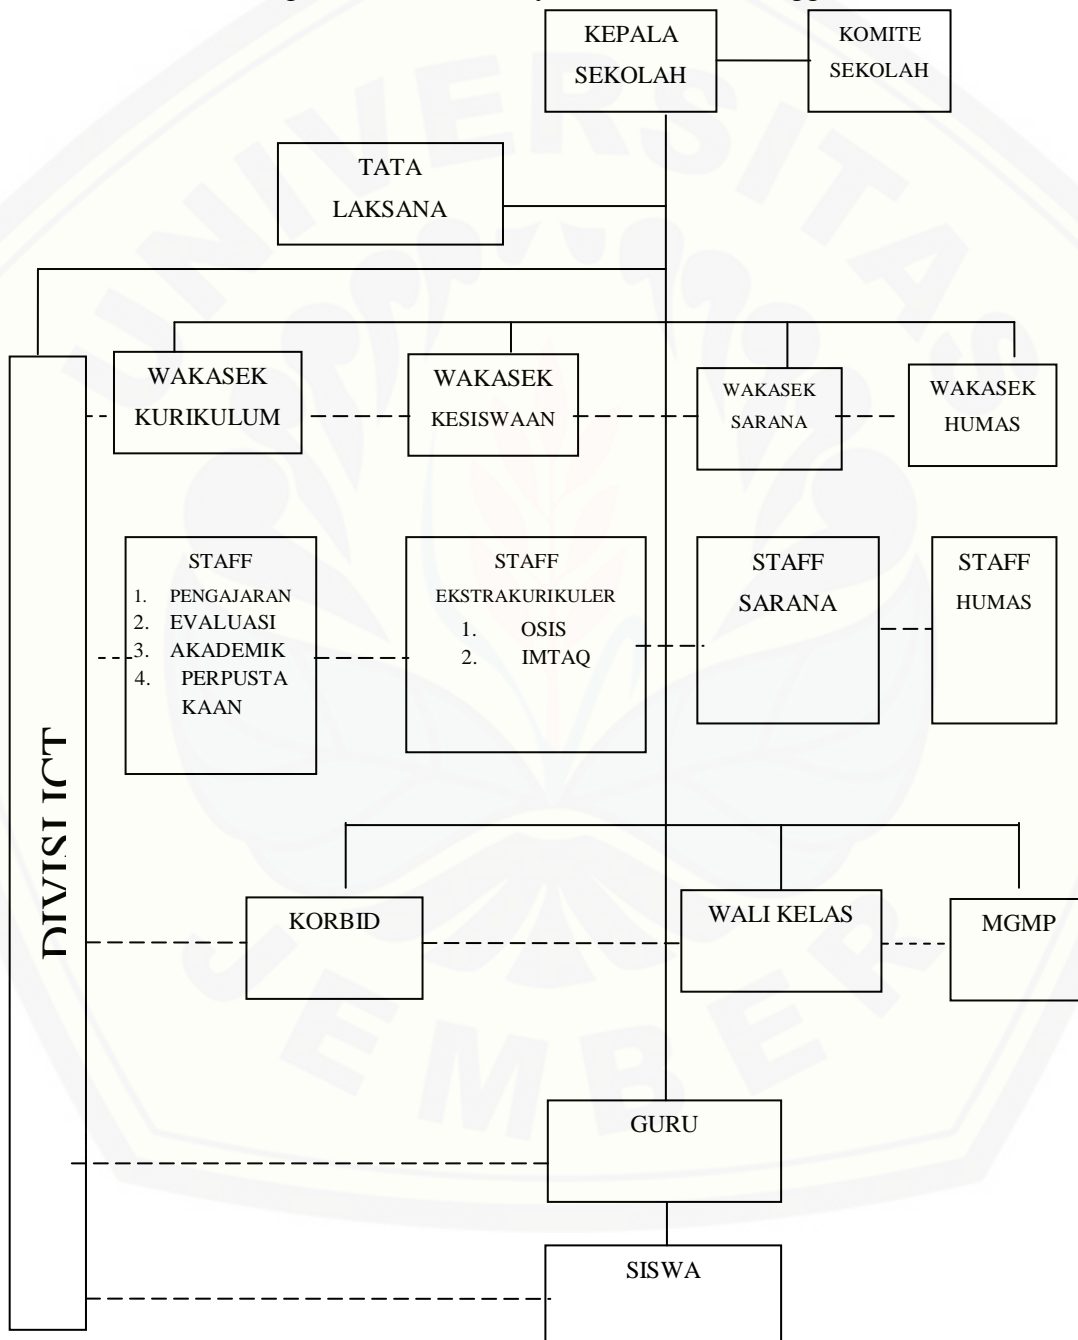 KEPALA
SEKOLAH
KOMITE
SEKOLAH
TATA
LAKSANA
WAKASEK
KURIKULUM
WAKASEK
KESISWAAN
WAKASEK
SARANA
WAKASEK
HUMAS
STAFF
1. PENGAJARAN
2. EVALUASI
3. AKADEMIK
4. PERPUSTA
KAAN
STAFF
EKSTRAKURIKULER
1. OSIS
2. IMTAQ
STAFF
SARANA
STAFF
HUMAS
DIVISI ICT
KORBID
WALI KELAS
MGMP
GURU
SISWA
UNIVERSITAS
JEMBER